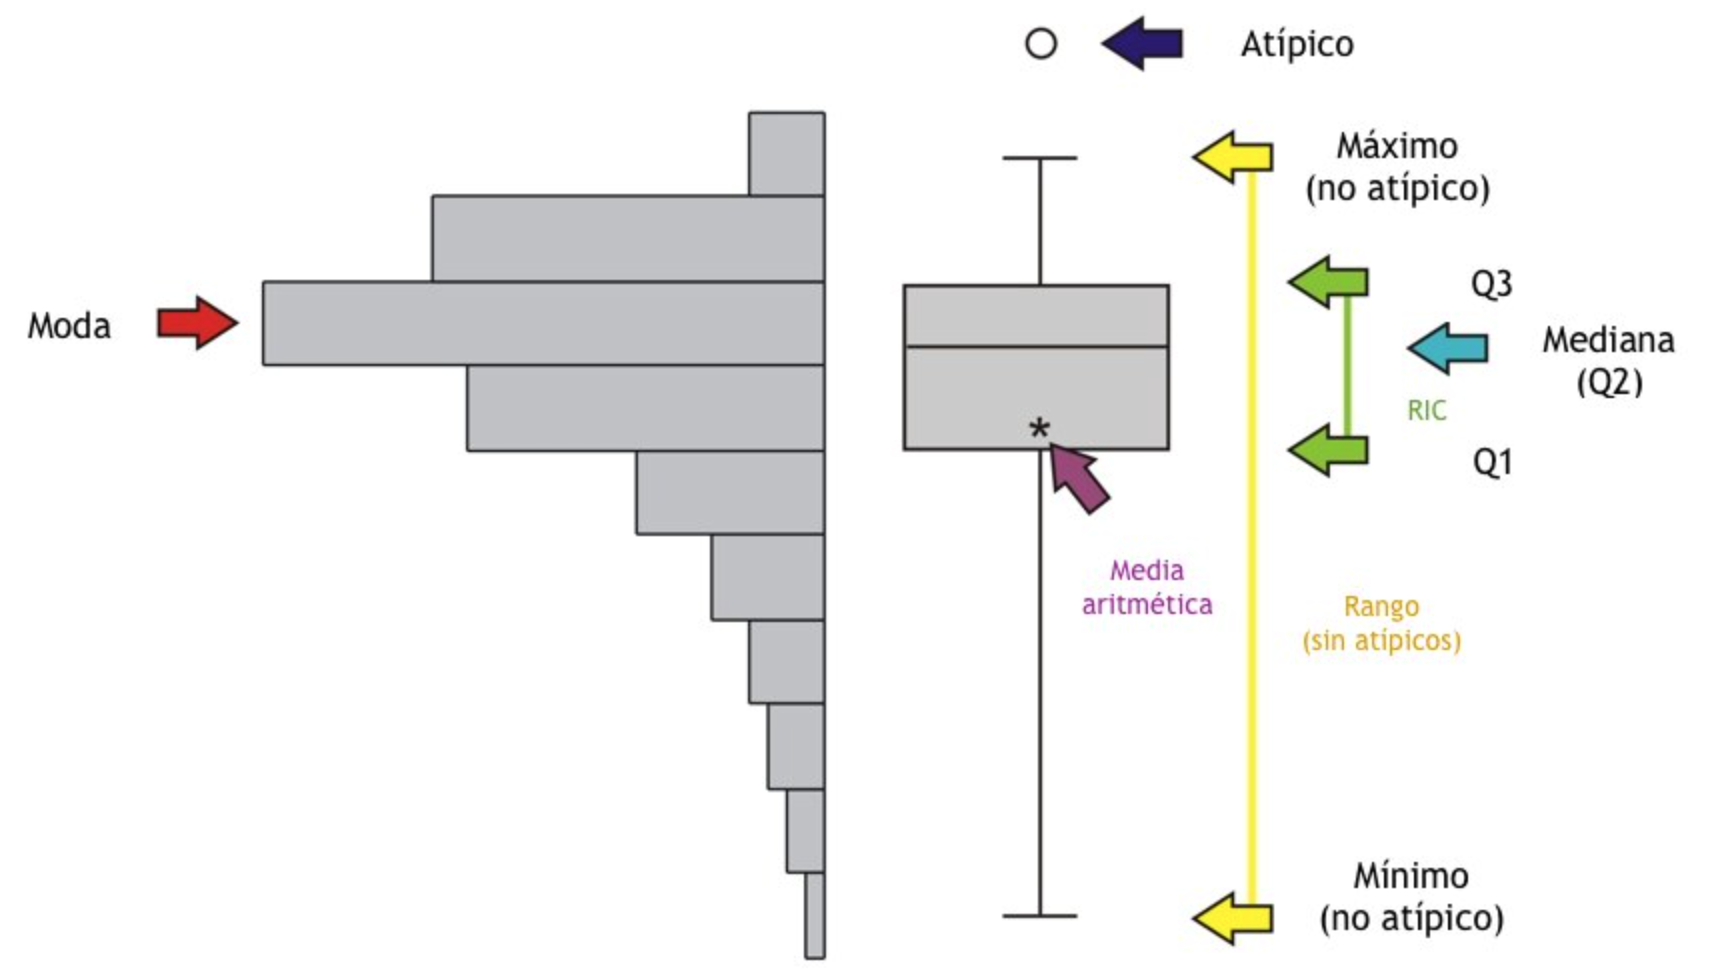 Atípico
Máximo
(no atípico)
Q3
Moda
Mediana
(Q2)
RIC
*
Q1
Media
aritmética
Rango
(sin atípicos)
Mínimo
(no atípico)